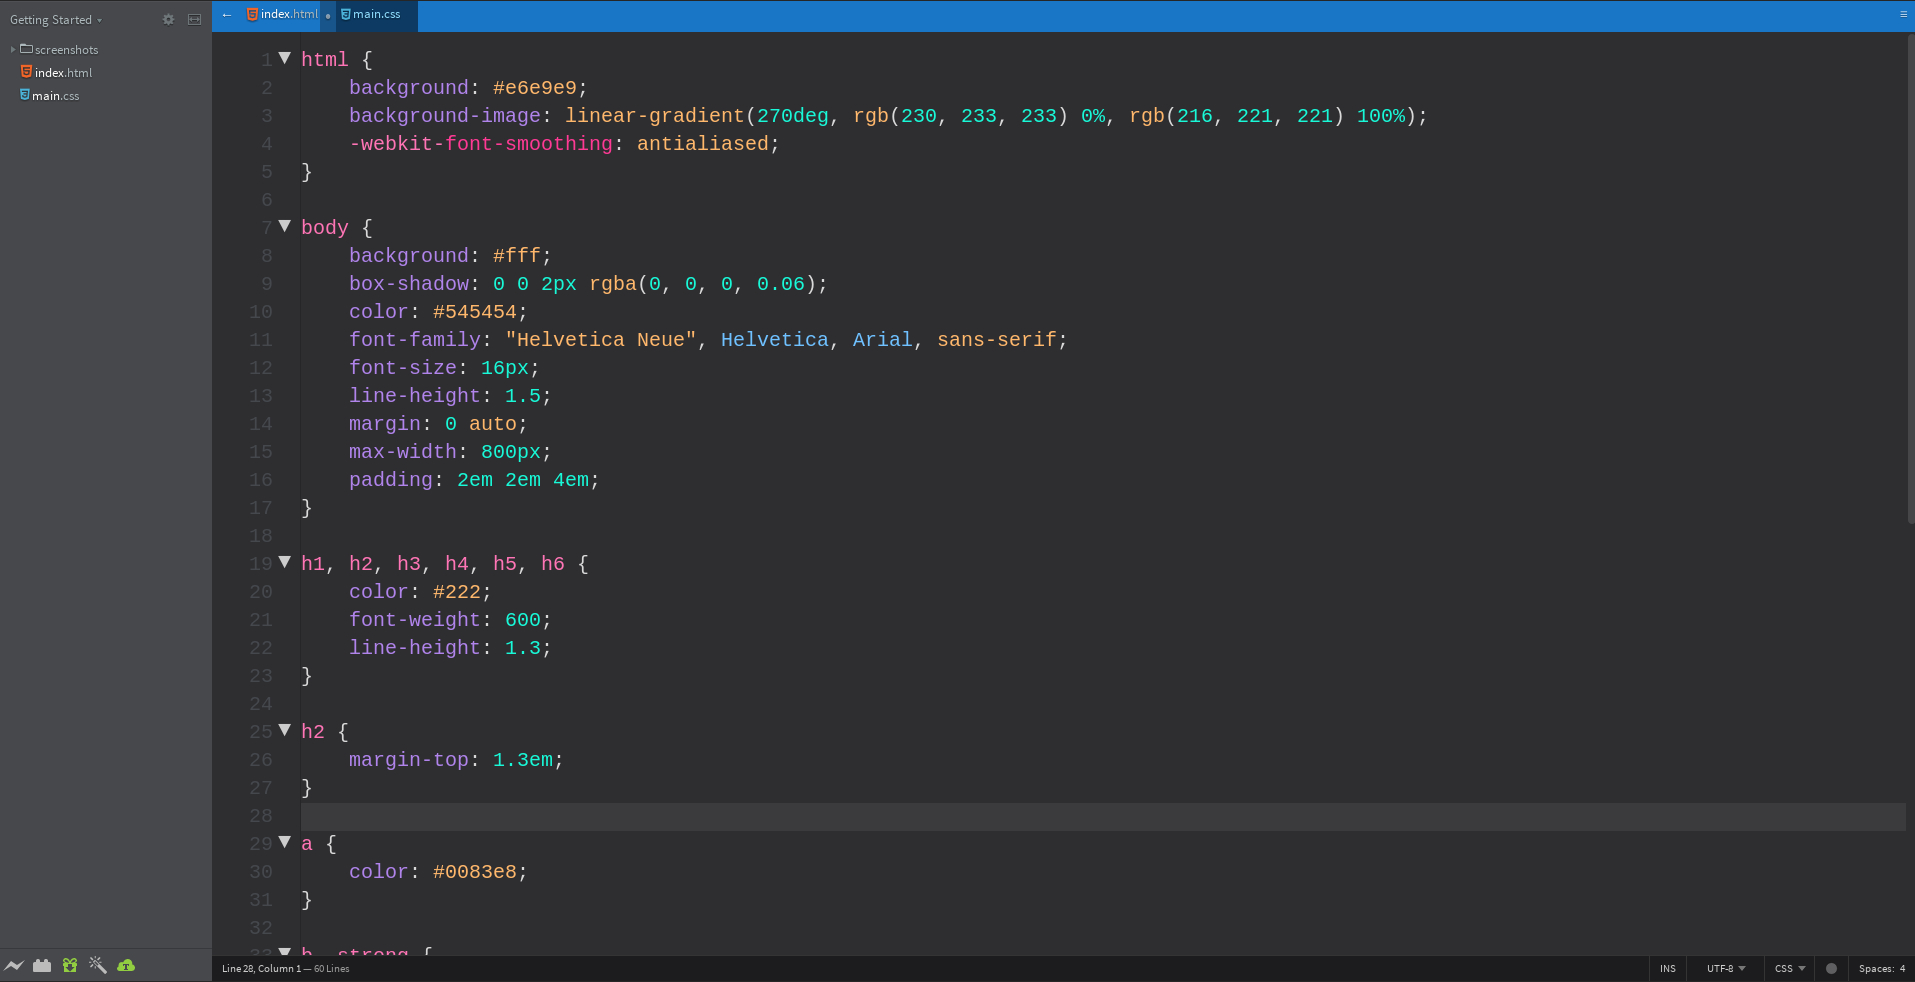 Getting Started
screenshots
index.html
main.css
index.html
main.css
1 html {
2 background: #e6e9e9;
3 background-image: linear-gradient(270deg, rgb(230, 233, 233) 0%, rgb(216, 221, 221) 100%);
4 -webkit-font-smoothing: antialiased;
5 }
6
7 body {
8 background: #fff;
9 box-shadow: 0 0 2px rgba(0, 0, 0, 0.06);
10 color: #545454;
11 font-family: "Helvetica Neue", Helvetica, Arial, sans-serif;
12 font-size: 16px;
13 line-height: 1.5;
14 margin: 0 auto;
15 max-width: 800px;
16 padding: 2em 2em 4em;
17 }
18
19 h1, h2, h3, h4, h5, h6 {
20 color: #222;
21 font-weight: 600;
22 line-height: 1.3;
23 }
24
25 h2 {
26 margin-top: 1.3em;
27 }
28
29 a {
30 color: #0083e8;
31 }
32
33 b, strong {
Line 28, Column 1 — 60 Lines
INS
UTF-8
CSS
Spaces: 4